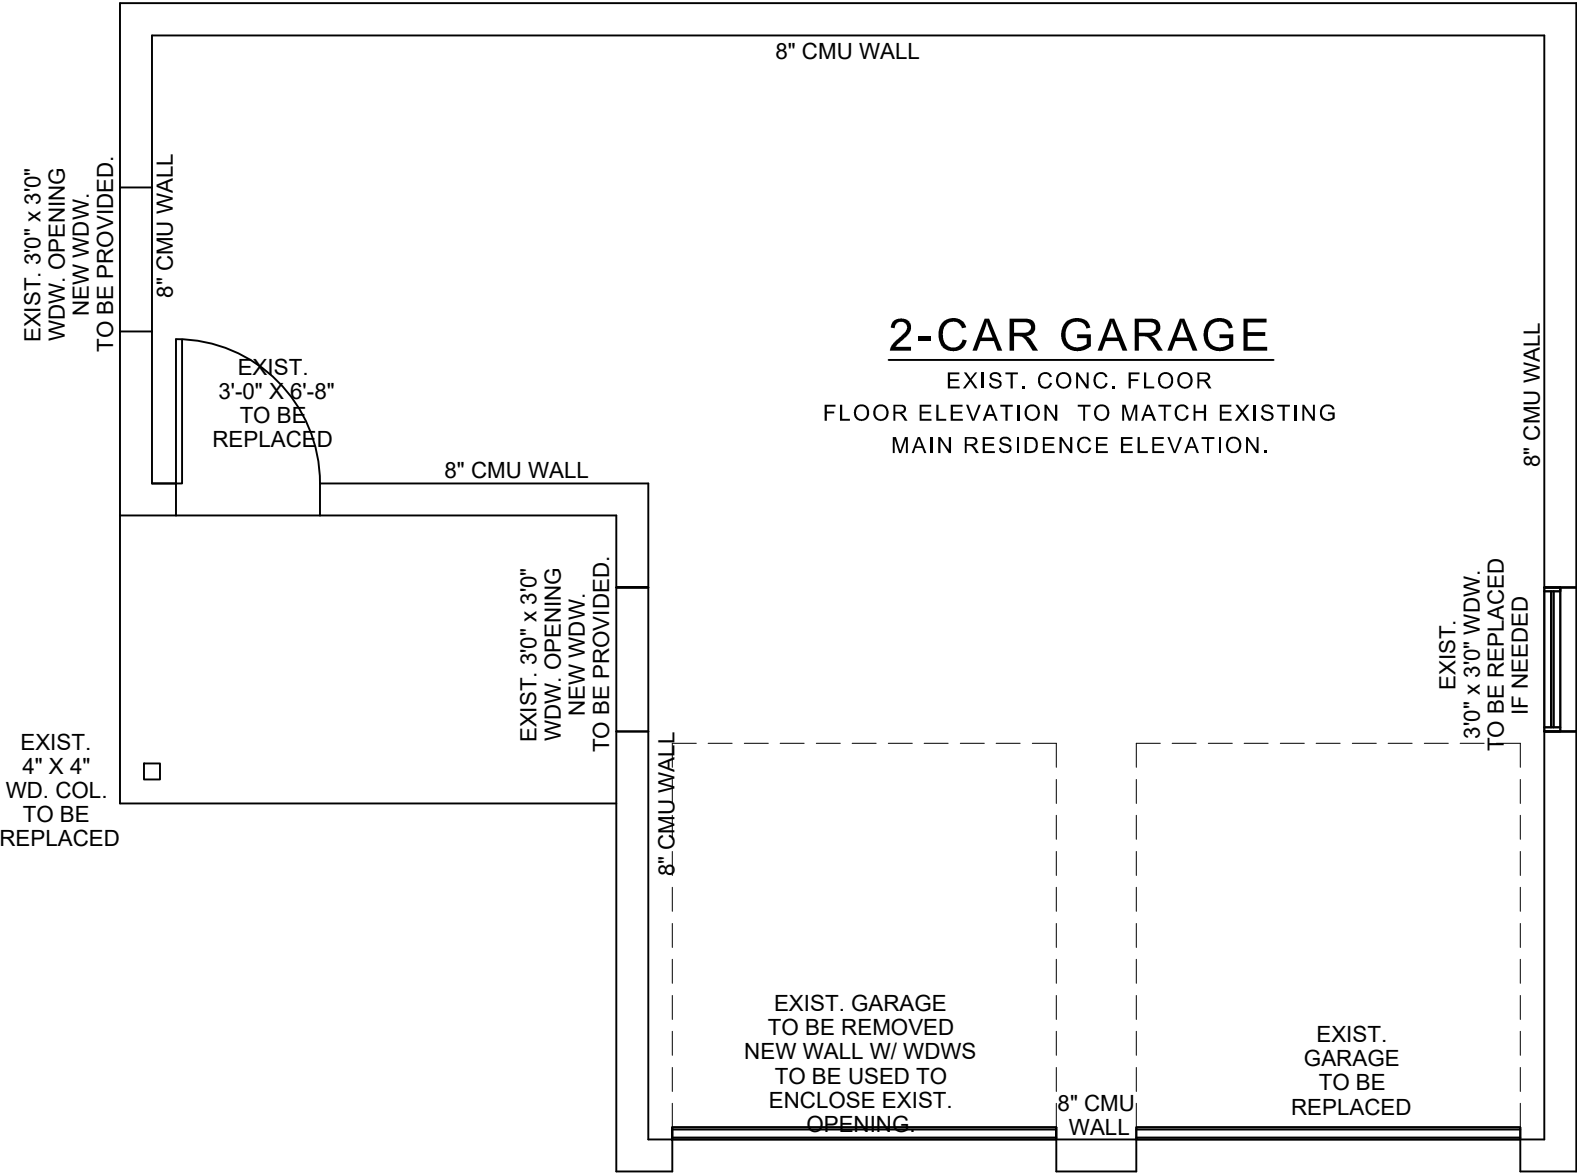 8" CMU WALL
EXIST. 3'0" x 3'0"
WDW. OPENING
NEW WDW.
TO BE PROVIDED.
8" CMU WALL
EXIST.
3'-0" X 6'-8"
TO BE
REPLACED
2-CAR GARAGE
EXIST. CONC. FLOOR
FLOOR ELEVATION TO MATCH EXISTING
MAIN RESIDENCE ELEVATION.
8" CMU WALL
8" CMU WALL
EXIST. 3'0" x 3'0"
WDW. OPENING
NEW WDW.
TO BE PROVIDED.
EXIST.
3'0" x 3'0" WDW.
TO BE REPLACED
IF NEEDED
EXIST.
4" X 4"
WD. COL.
TO BE
REPLACED
8" CMU WALL
EXIST. GARAGE
TO BE REMOVED
NEW WALL W/ WDWS
TO BE USED TO
ENCLOSE EXIST.
OPENING.
8" CMU
WALL
EXIST.
GARAGE
TO BE
REPLACED